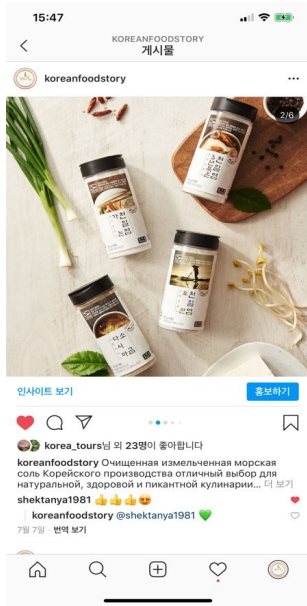 15:47
KOREANFOODSTORY
게시물
koreanfoodstory
2/6
인사이트 보기
홍보하기
korea_tours님 외 23명이 좋아합니다
koreanfoodstory Очищенная измельченная морская
соль Корейского производства отличный выбор для
натуральной, здоровой и пикантной кулинарии... 더 보기
shektanya1981 👍👍👍😍
koreanfoodstory @shektanya1981 💚
7월 7일 · 번역 보기